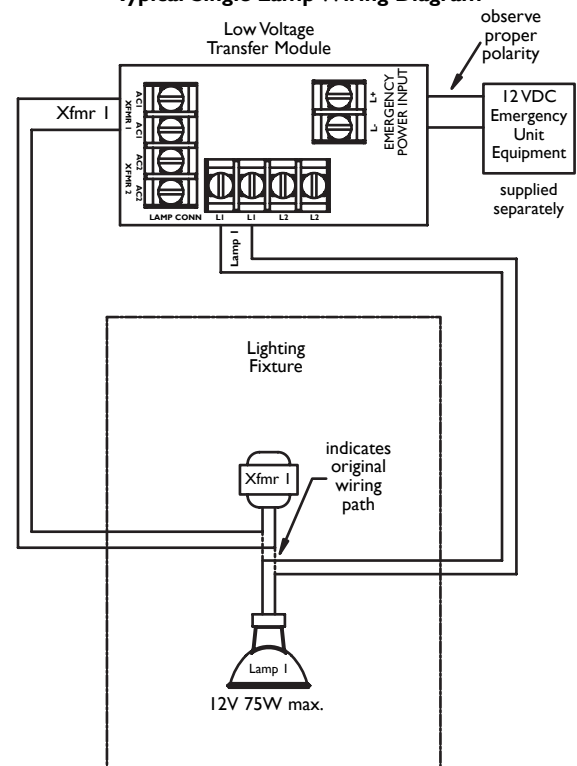 Typical Single Lamp Wiring Diagram
Low Voltage
Transfer Module
observe
proper
polarity
Xfmr 1
AC1
AC1
AC2
AC2
XFMR 1
XFMR 2
LAMP CONN
L1
L1
L2
L2
L+
L-
EMERGENCY
POWER INPUT
12 VDC
Emergency
Unit
Equipment
supplied
separately
Lamp 1
Lighting
Fixture
Xfmr 1
indicates
original
wiring
path
Lamp 1
12V 75W max.